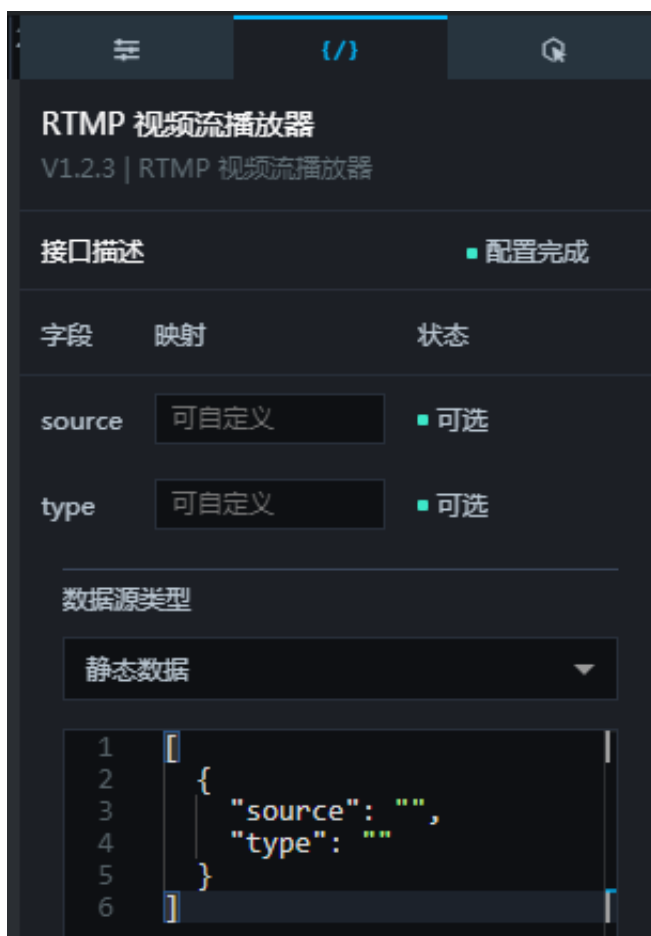 {/}
RTMP 视频流播放器
V1.2.3 | RTMP 视频流播放器
接口描述 配置完成
字段 映射 状态
source 可自定义 可选
type 可自定义 可选
数据源类型
静态数据
1 [
2 {
3 "source": "",
4 "type": ""
5 }
6 ]